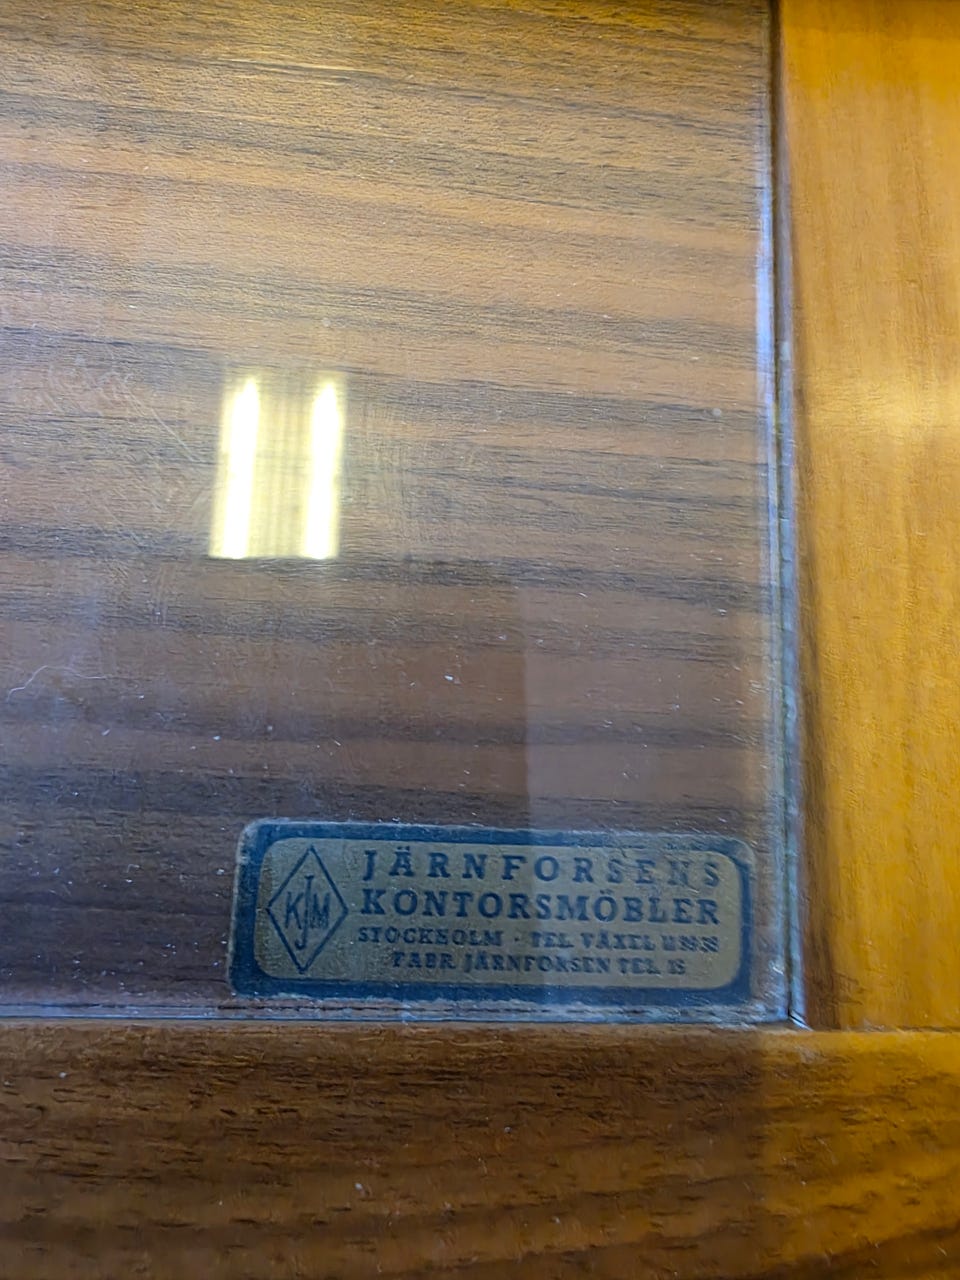 KJM
JÄRNFORSENS
KONTORSMÖBLER
STOCKHOLM · TEL. VÄXEL
FABR. JÄRNFORSEN TEL. 15